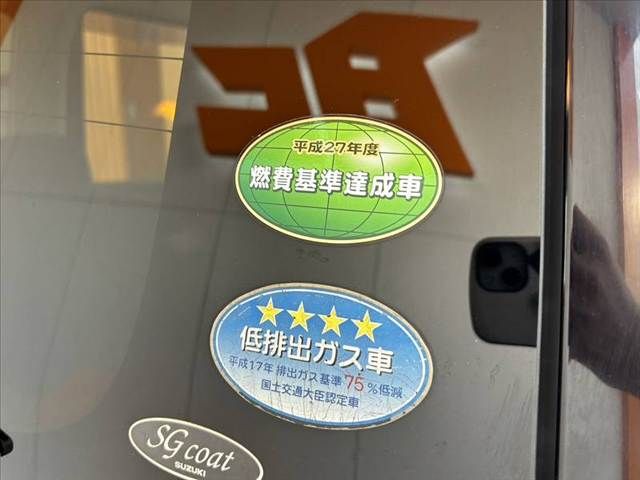 平成27年度
燃費基準達成車
低排出ガス車
平成17年 排出ガス基準75%低減
国土交通大臣認定車
SG coat
SUZUKI